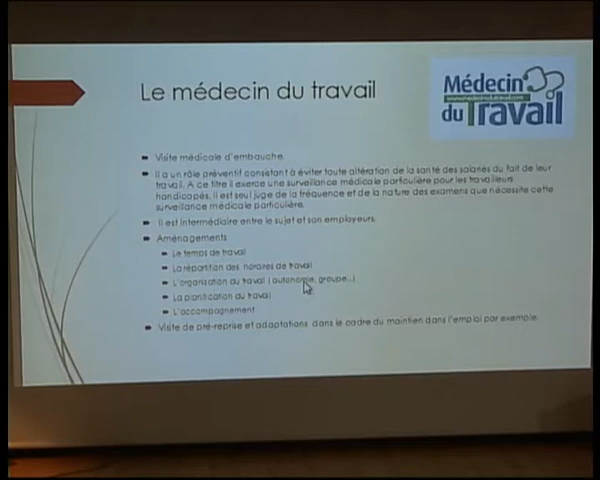 Le médecin du travail
Médecin
du Travail
Visite médicale d'embauche.
Il a un rôle préventif consistant à éviter toute altération de la santé des salariés du fait de leur
travail. A ce titre il exerce une surveillance médicale particulière pour les travailleurs
handicapés. Il est seul juge de la fréquence et de la nature des examens que nécessite cette
surveillance médicale particulière.
Il est intermédiaire entre le sujet et son employeurs.
Aménagements
Le temps de travail
La répartition des horaires de travail
L'organisation du travail ( autonomie, groupe...)
La planification du travail
L'accompagnement
Visite de pré-reprise et adaptations dans le cadre du maintien dans l'emploi par exemple.